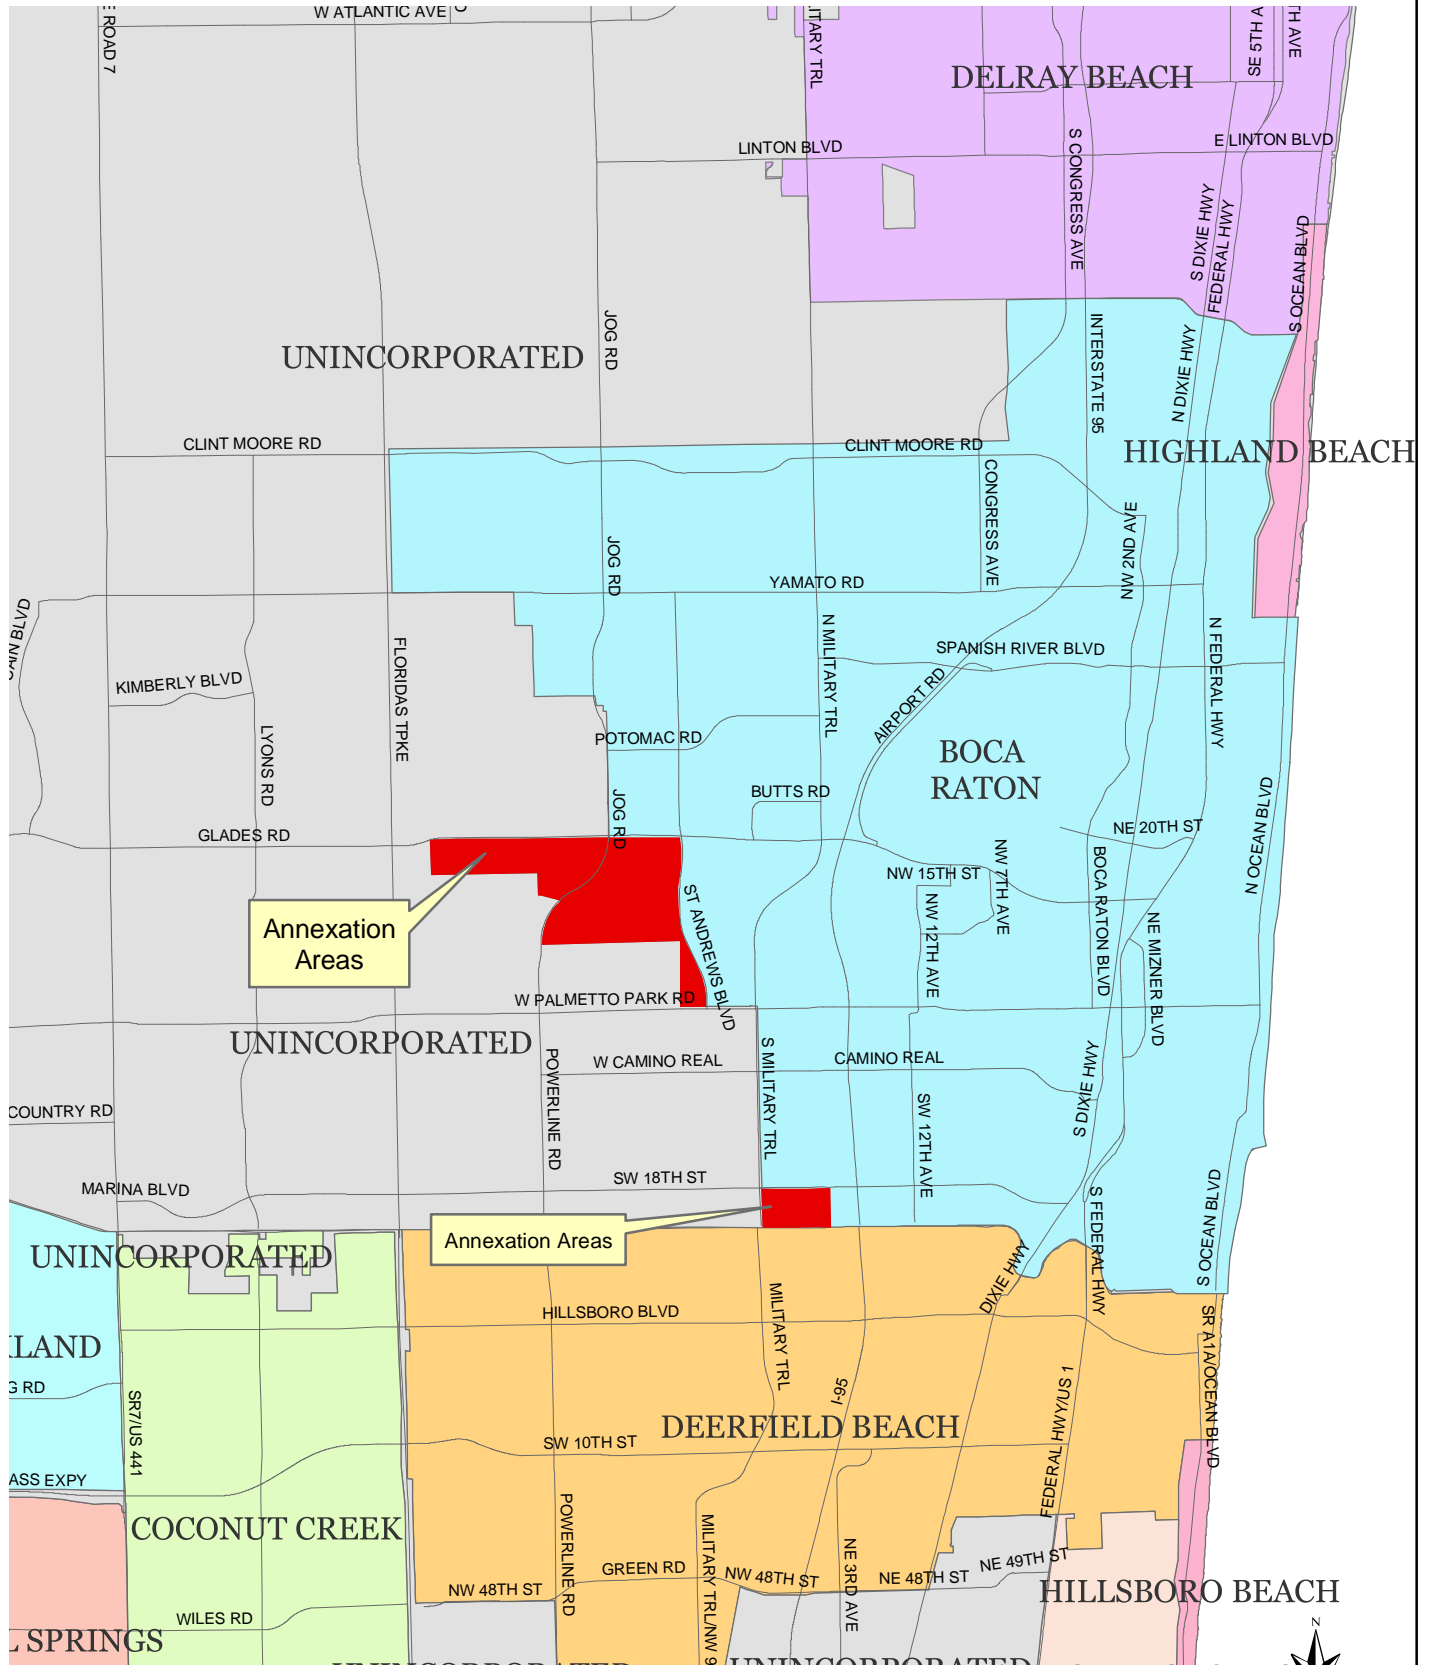 W ATLANTIC AVE
E ROAD 7
ITARY TRL
SE 5TH A
TH AVE
DELRAY BEACH
LINTON BLVD
E LINTON BLVD
S CONGRESS AVE
S DIXIE HWY
FEDERAL HWY
S OCEAN BLVD
JOG RD
UNINCORPORATED
INTERSTATE 95
N DIXIE HWY
CLINT MOORE RD
CLINT MOORE RD
HIGHLAND BEACH
CONGRESS AVE
NW 2ND AVE
JOG RD
YAMATO RD
FLORIDAS TPKE
N MILITARY TRL
SPANISH RIVER BLVD
N FEDERAL HWY
KIMBERLY BLVD
AIRPORT RD
LYONS RD
POTOMAC RD
BOCA
RATON
BUTTS RD
JOG RD
N OCEAN BLVD
GLADES RD
NE 20TH ST
NW 15TH ST
NW 7TH AVE
BOCA RATON BLVD
ST ANDREWS BLVD
NW 12TH AVE
NE MIZNER BLVD
Annexation
Areas
W PALMETTO PARK RD
UNINCORPORATED
S MILITARY TRL
W CAMINO REAL
CAMINO REAL
POWERLINE RD
S DIXIE HWY
COUNTRY RD
SW 12TH AVE
SW 18TH ST
MARINA BLVD
S FEDERAL HWY
S OCEAN BLVD
Annexation Areas
UNINCORPORATED
DIXIE HWY
HILLSBORO BLVD
MILITARY TRL
SR A1A/OCEAN BLVD
LAND
G RD
SR7/US 441
I-95
FEDERAL HWY/US 1
DEERFIELD BEACH
SW 10TH ST
ASS EXPY
COCONUT CREEK
POWERLINE RD
MILITARY TRL/NW 9
NE 3RD AVE
GREEN RD
NW 48TH ST
NW 48TH ST
NE 48TH ST
NE 49TH ST
HILLSBORO BEACH
WILES RD
L SPRINGS
N
UNINCORPORATED
UNINCORPORATED